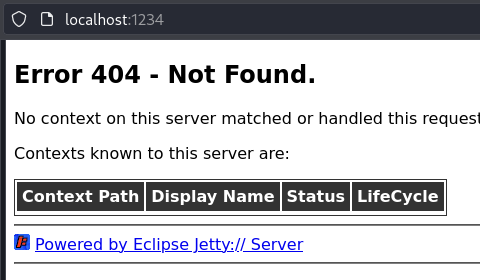 localhost:1234
Error 404 - Not Found.
No context on this server matched or handled this request
Contexts known to this server are:
Context Path Display Name Status LifeCycle
Powered by Eclipse Jetty:// Server